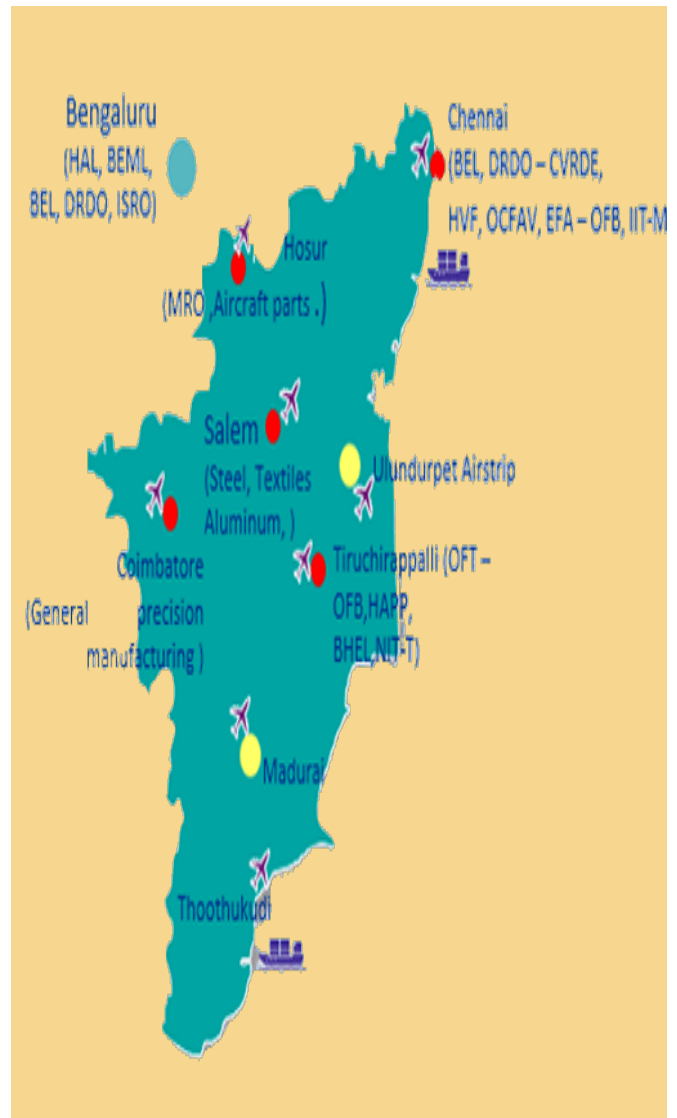 Bengaluru
(HAL, BEML,
BEL, DRDO, ISRO)
Chennai
(BEL, DRDO – CVRDE,
HVF, OCFAV, EFA – OFB, IIT-M
Hosur
(MRO ,Aircraft parts .)
Salem
(Steel, Textiles
Aluminum, )
Ulundurpet Airstrip
Coimbatore
(General precision
manufacturing )
Tiruchirappalli (OFT –
OFB,HAPP,
BHEL,NIT-T)
Madurai
Thoothukudi